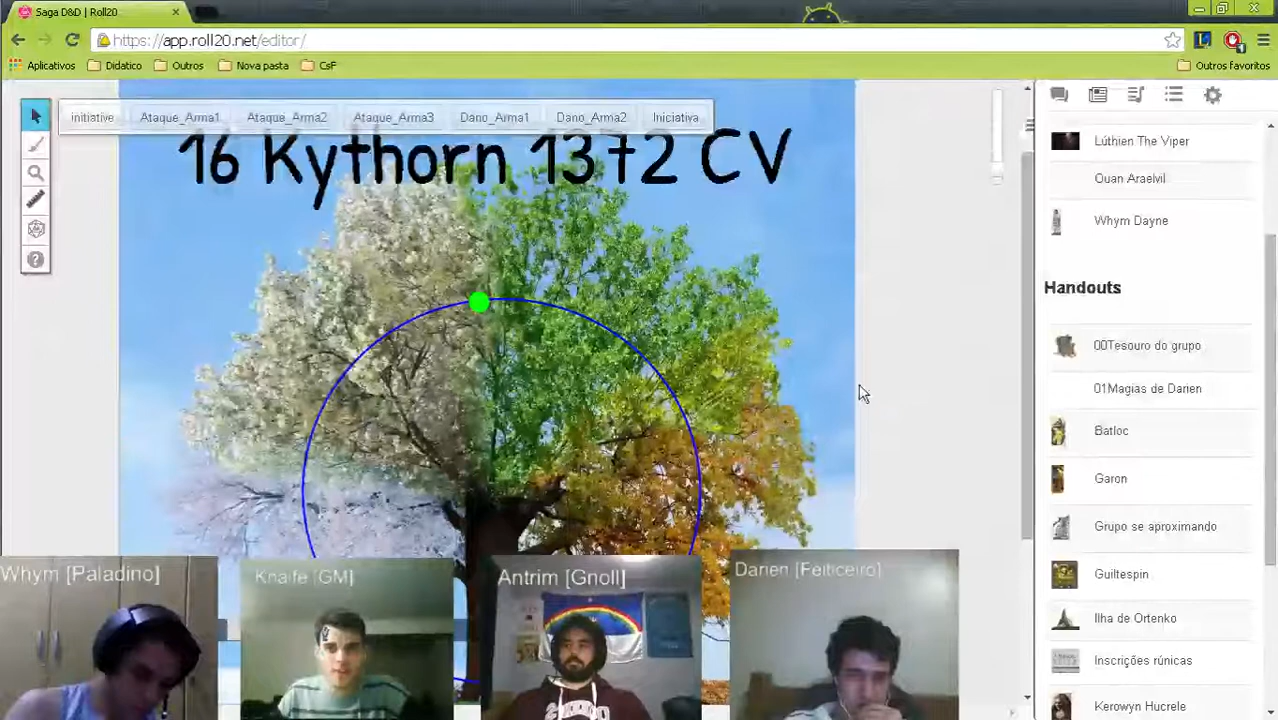 Saga D&D | Roll20
https://app.roll20.net/editor/
Aplicativos Didatico Outros Nova pasta CsF Outros favoritos
initiative Ataque_Arma1 Ataque_Arma2 Ataque_Arma3 Dano_Arma1 Dano_Arma2 Iniciativa
16 Kythorn 1372 CV
Lúthien The Viper
Ouan Araelvil
Whym Dayne
Handouts
00Tesouro do grupo
01Magias de Darien
Batloc
Garon
Grupo se aproximando
Guiltespin
Ilha de Ortenko
Inscrições rúnicas
Kerowyn Hucrele
Whym [Paladino]
Knaife [GM]
Antrim [Gnoll]
Darien [Feiticeiro]